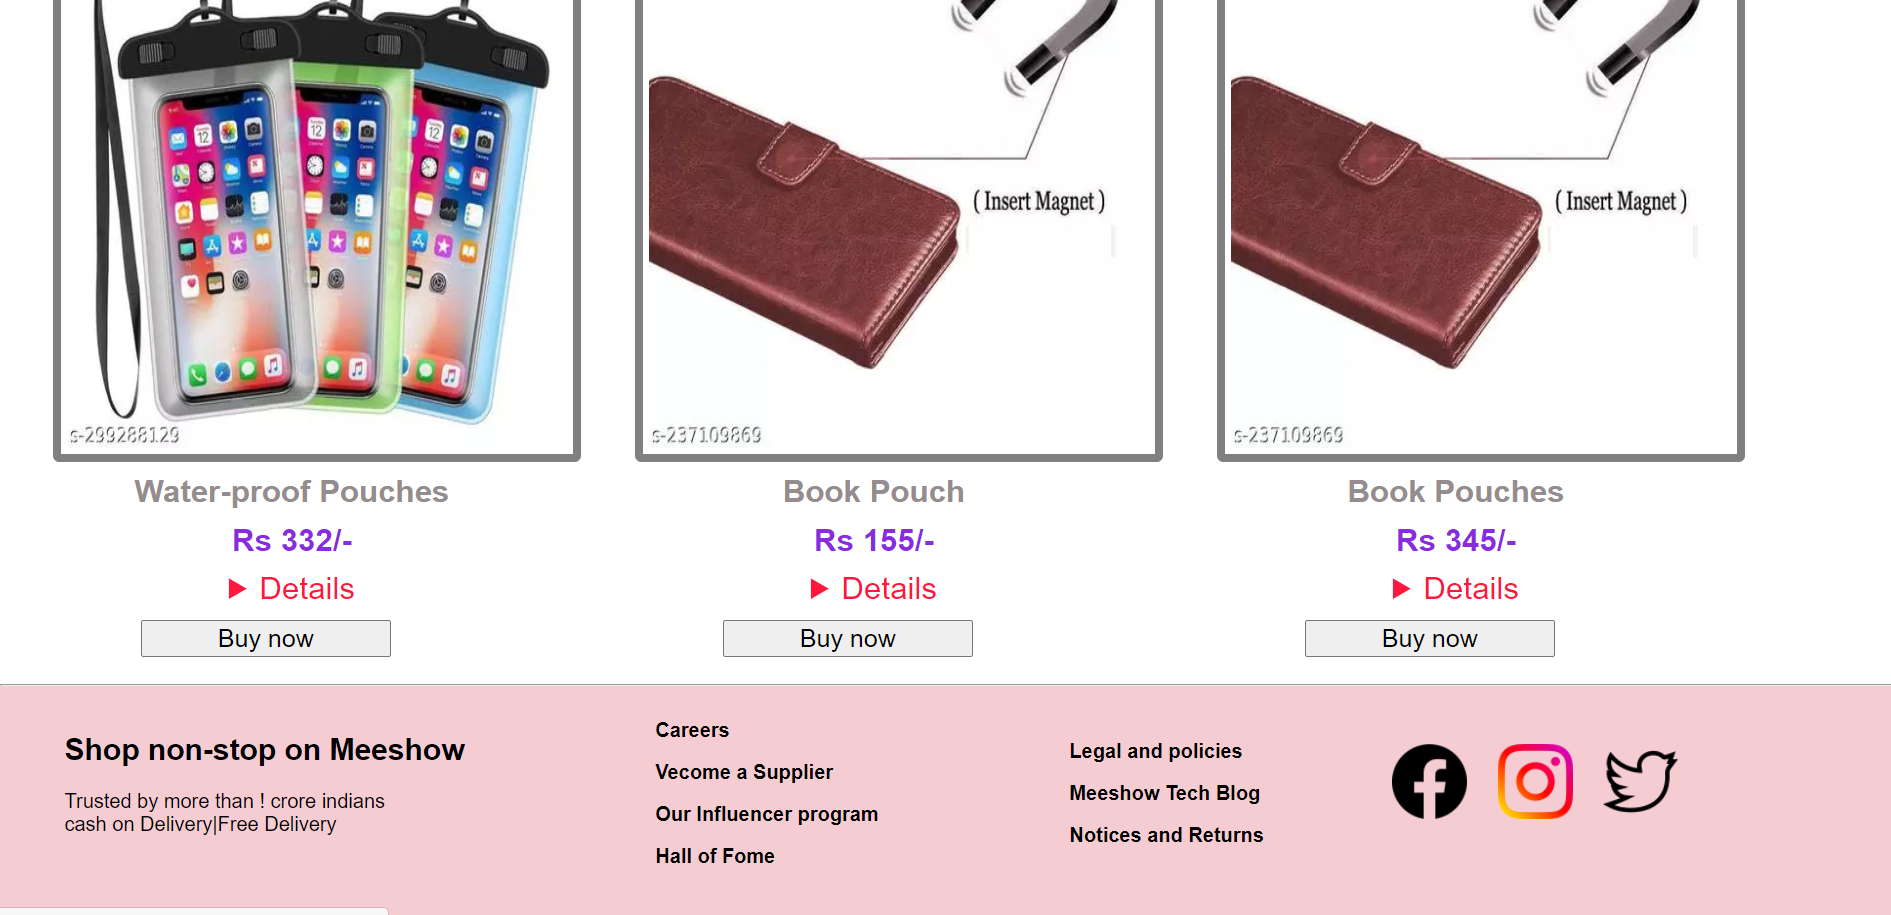 ( Insert Magnet )
( Insert Magnet )
s-299288129
s-237109869
s-237109869
Water-proof Pouches
Book Pouch
Book Pouches
Rs 332/-
Rs 155/-
Rs 345/-
Details
Details
Details
Buy now
Buy now
Buy now
Shop non-stop on Meeshow
Trusted by more than ! crore indians
cash on Delivery|Free Delivery
Careers
Vecome a Supplier
Our Influencer program
Hall of Fome
Legal and policies
Meeshow Tech Blog
Notices and Returns